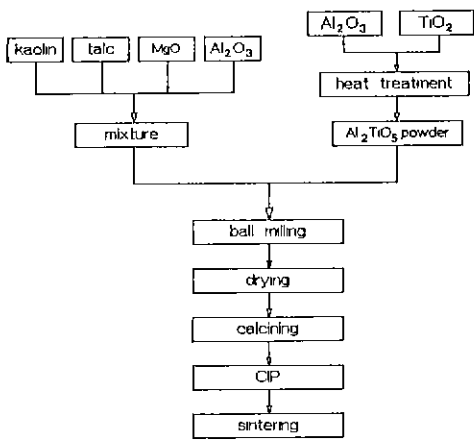 Al₂O₃
TiO₂
kaolin
talc
MgO
Al₂O₃
heat treatment
mixture
Al₂TiO₅ powder
ball milling
drying
calcining
CIP
sintering